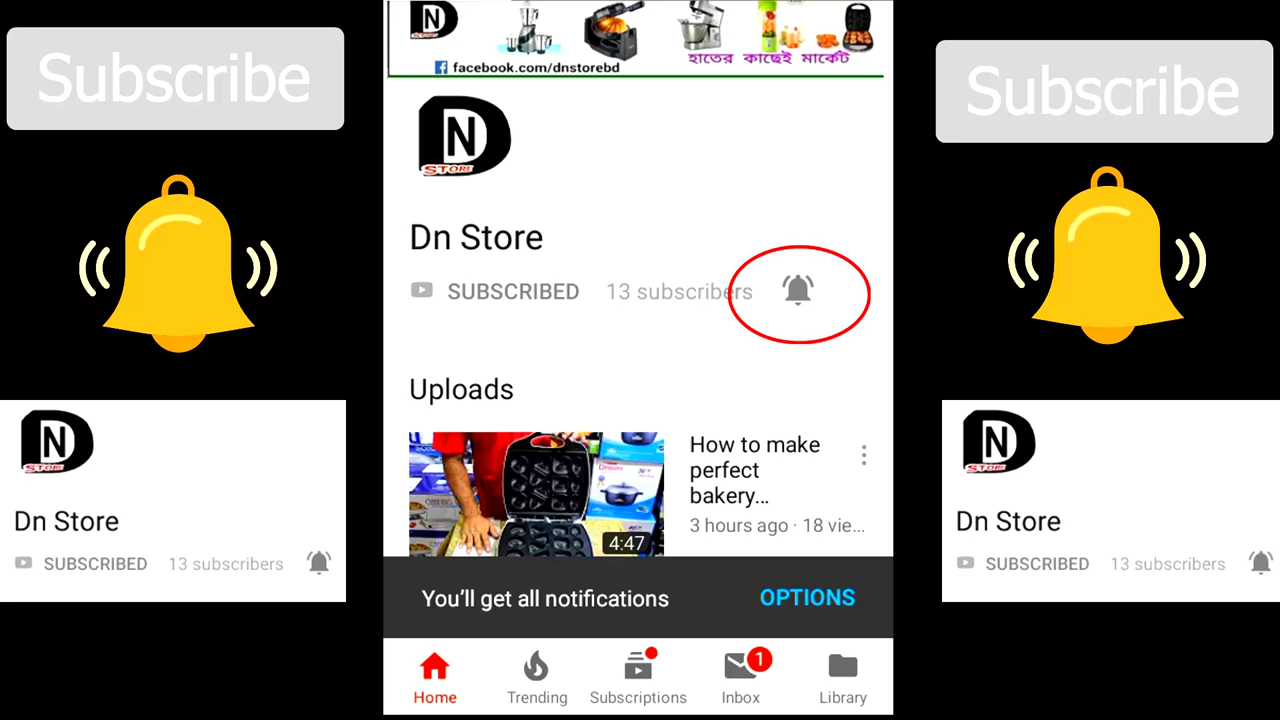 Subscribe
Dn Store
SUBSCRIBED 13 subscribers
DN
facebook.com/dnstorebd
হাতের কাছেই মার্কেট
DN
STORE
Dn Store
SUBSCRIBED 13 subscribers
Uploads
How to make
perfect
bakery...
3 hours ago · 18 vie...
4:47
You’ll get all notifications OPTIONS
1
Home Trending Subscriptions Inbox Library
Subscribe
DN
STORE
Dn Store
SUBSCRIBED 13 subscribers